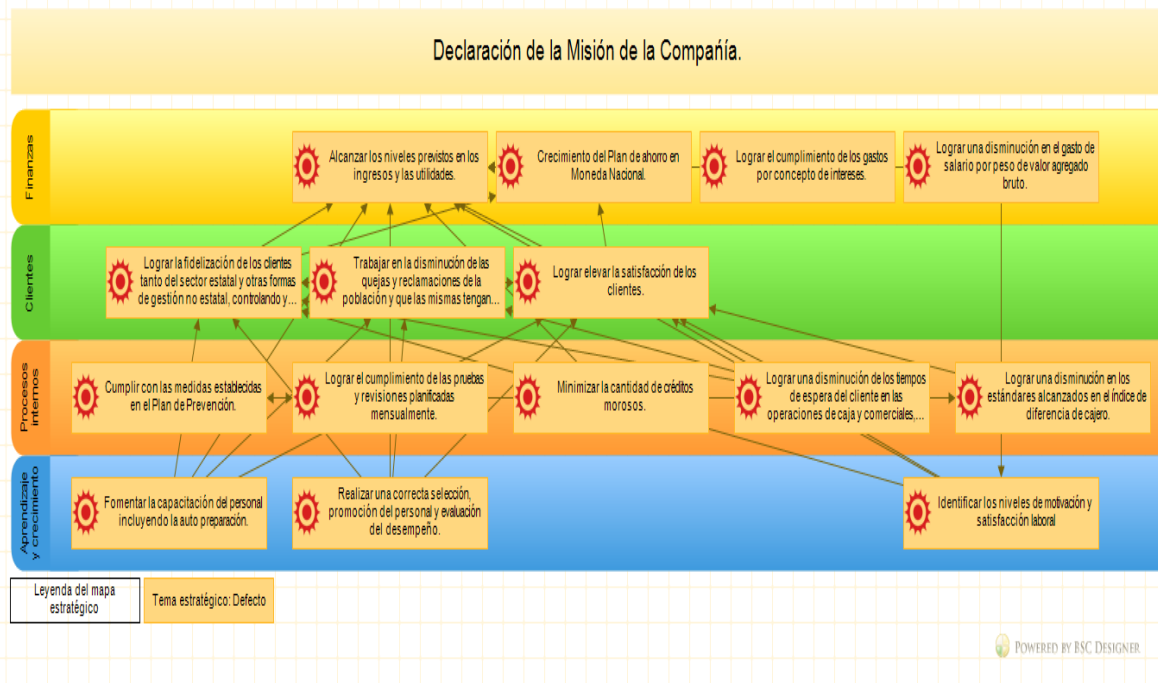 Declaración de la Misión de la Compañía.
Finanzas
Alcanzar los niveles previstos en los
ingresos y las utilidades.
Crecimiento del Plan de ahorro en
Moneda Nacional.
Lograr el cumplimiento de los gastos
por concepto de intereses.
Lograr una disminución en el gasto de
salario por peso de valor agregado
bruto.
Clientes
Lograr la fidelización de los clientes
tanto del sector estatal y otras formas
de gestión no estatal, controlando y...
Trabajar en la disminución de las
quejas y reclamaciones de la
población y que las mismas tengan...
Lograr elevar la satisfacción de los
clientes.
Procesos
internos
Cumplir con las medidas establecidas
en el Plan de Prevención.
Lograr el cumplimiento de las pruebas
y revisiones planificadas
mensualmente.
Minimizar la cantidad de créditos
morosos.
Lograr una disminución de los tiempos
de espera del cliente en las
operaciones de caja y comerciales,...
Lograr una disminución en los
estándares alcanzados en el índice de
diferencia de cajero.
Aprendizaje
y crecimiento
Fomentar la capacitación del personal
incluyendo la auto preparación.
Realizar una correcta selección,
promoción del personal y evaluación
del desempeño.
Identificar los niveles de motivación y
satisfacción laboral
Leyenda del mapa
estratégico
Tema estratégico: Defecto
POWERED BY BSC DESIGNER